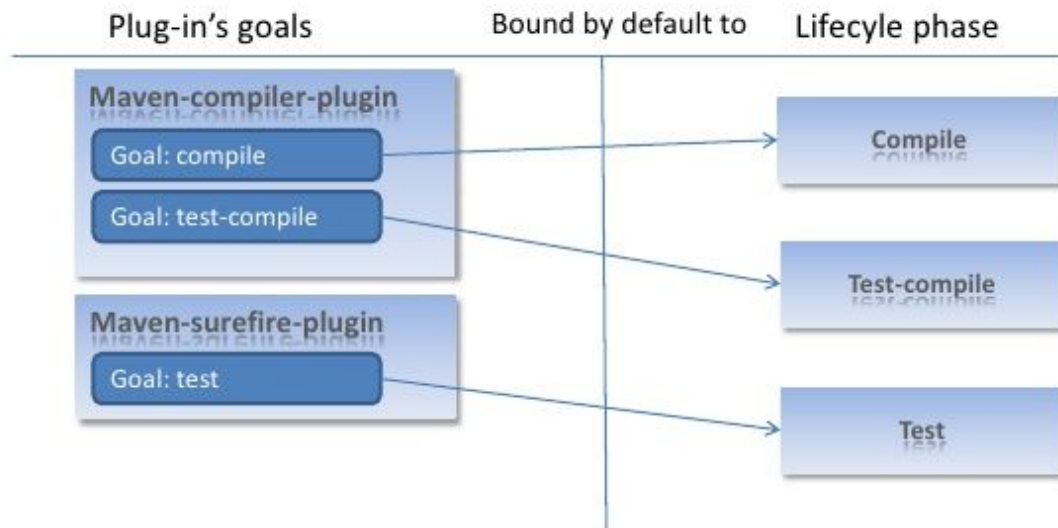 Plug-in's goals
Bound by default to
Lifecyle phase
Maven-compiler-plugin
Goal: compile
Goal: test-compile
Maven-surefire-plugin
Goal: test
Compile
Test-compile
Test